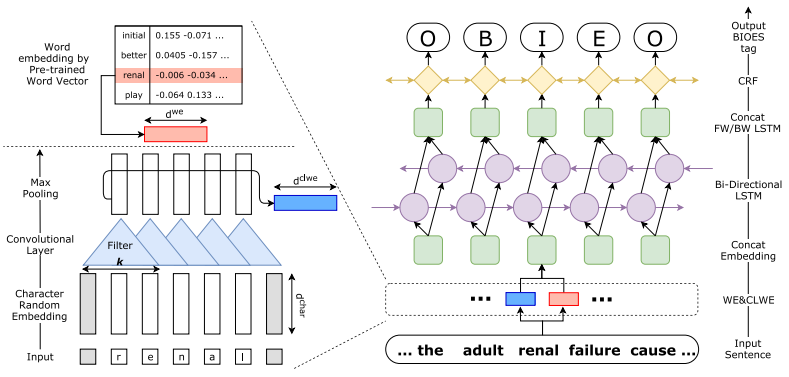 Word
embedding by
Pre-trained
Word Vector
initial 0.155 -0.071 ...
better 0.0405 -0.157 ...
renal -0.006 -0.034 ...
play -0.064 0.133 ...
dwe
Max
Pooling
dclwe
Convolutional
Layer
Filter
k
Character
Random
Embedding
dchar
Input
r e n a l
O B I E O
Output
BIOES
tag
CRF
Concat
FW/BW LSTM
Bi-Directional
LSTM
Concat
Embedding
... ...
WE&CLWE
... the adult renal failure cause ...
Input
Sentence